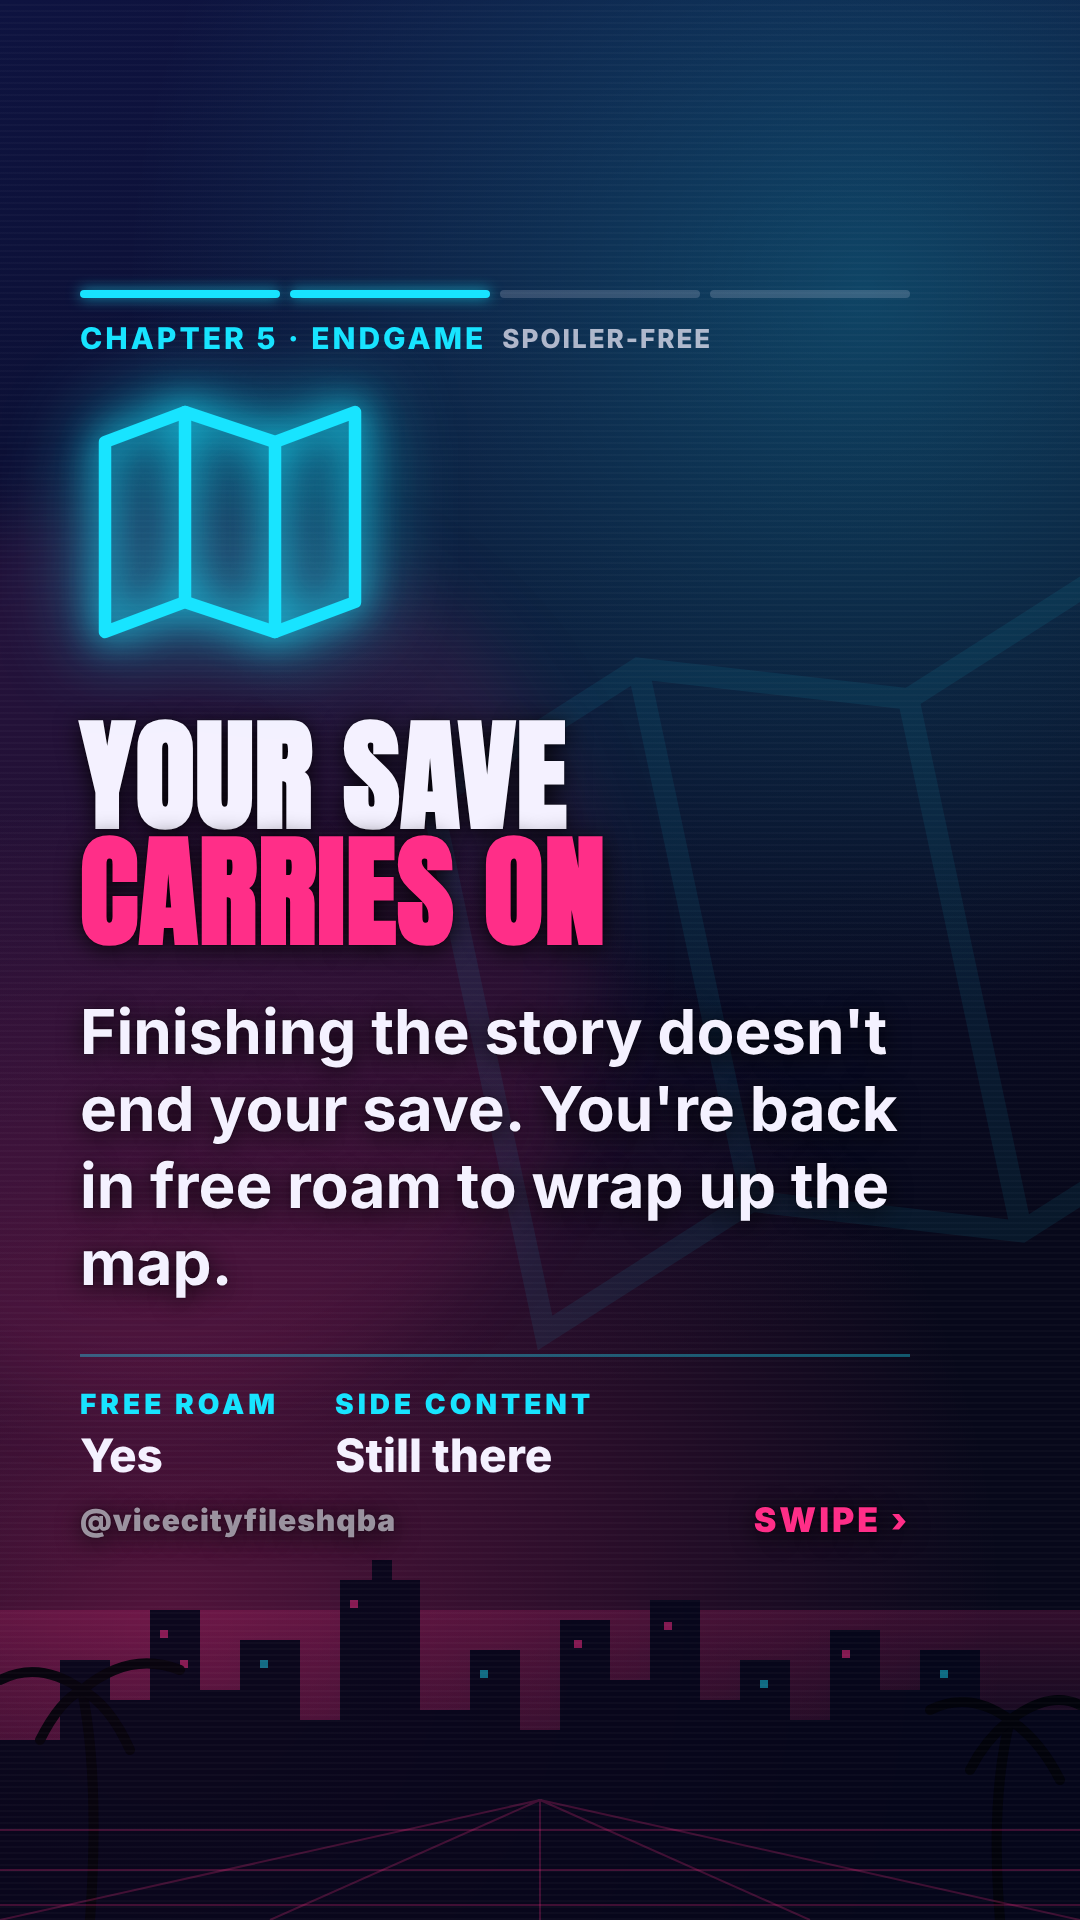 CHAPTER 5 · ENDGAME SPOILER-FREE
YOUR SAVE
CARRIES ON
Finishing the story doesn't
end your save. You're back
in free roam to wrap up the
map.
FREE ROAM SIDE CONTENT
Yes Still there
@vicecityfileshqba SWIPE ›